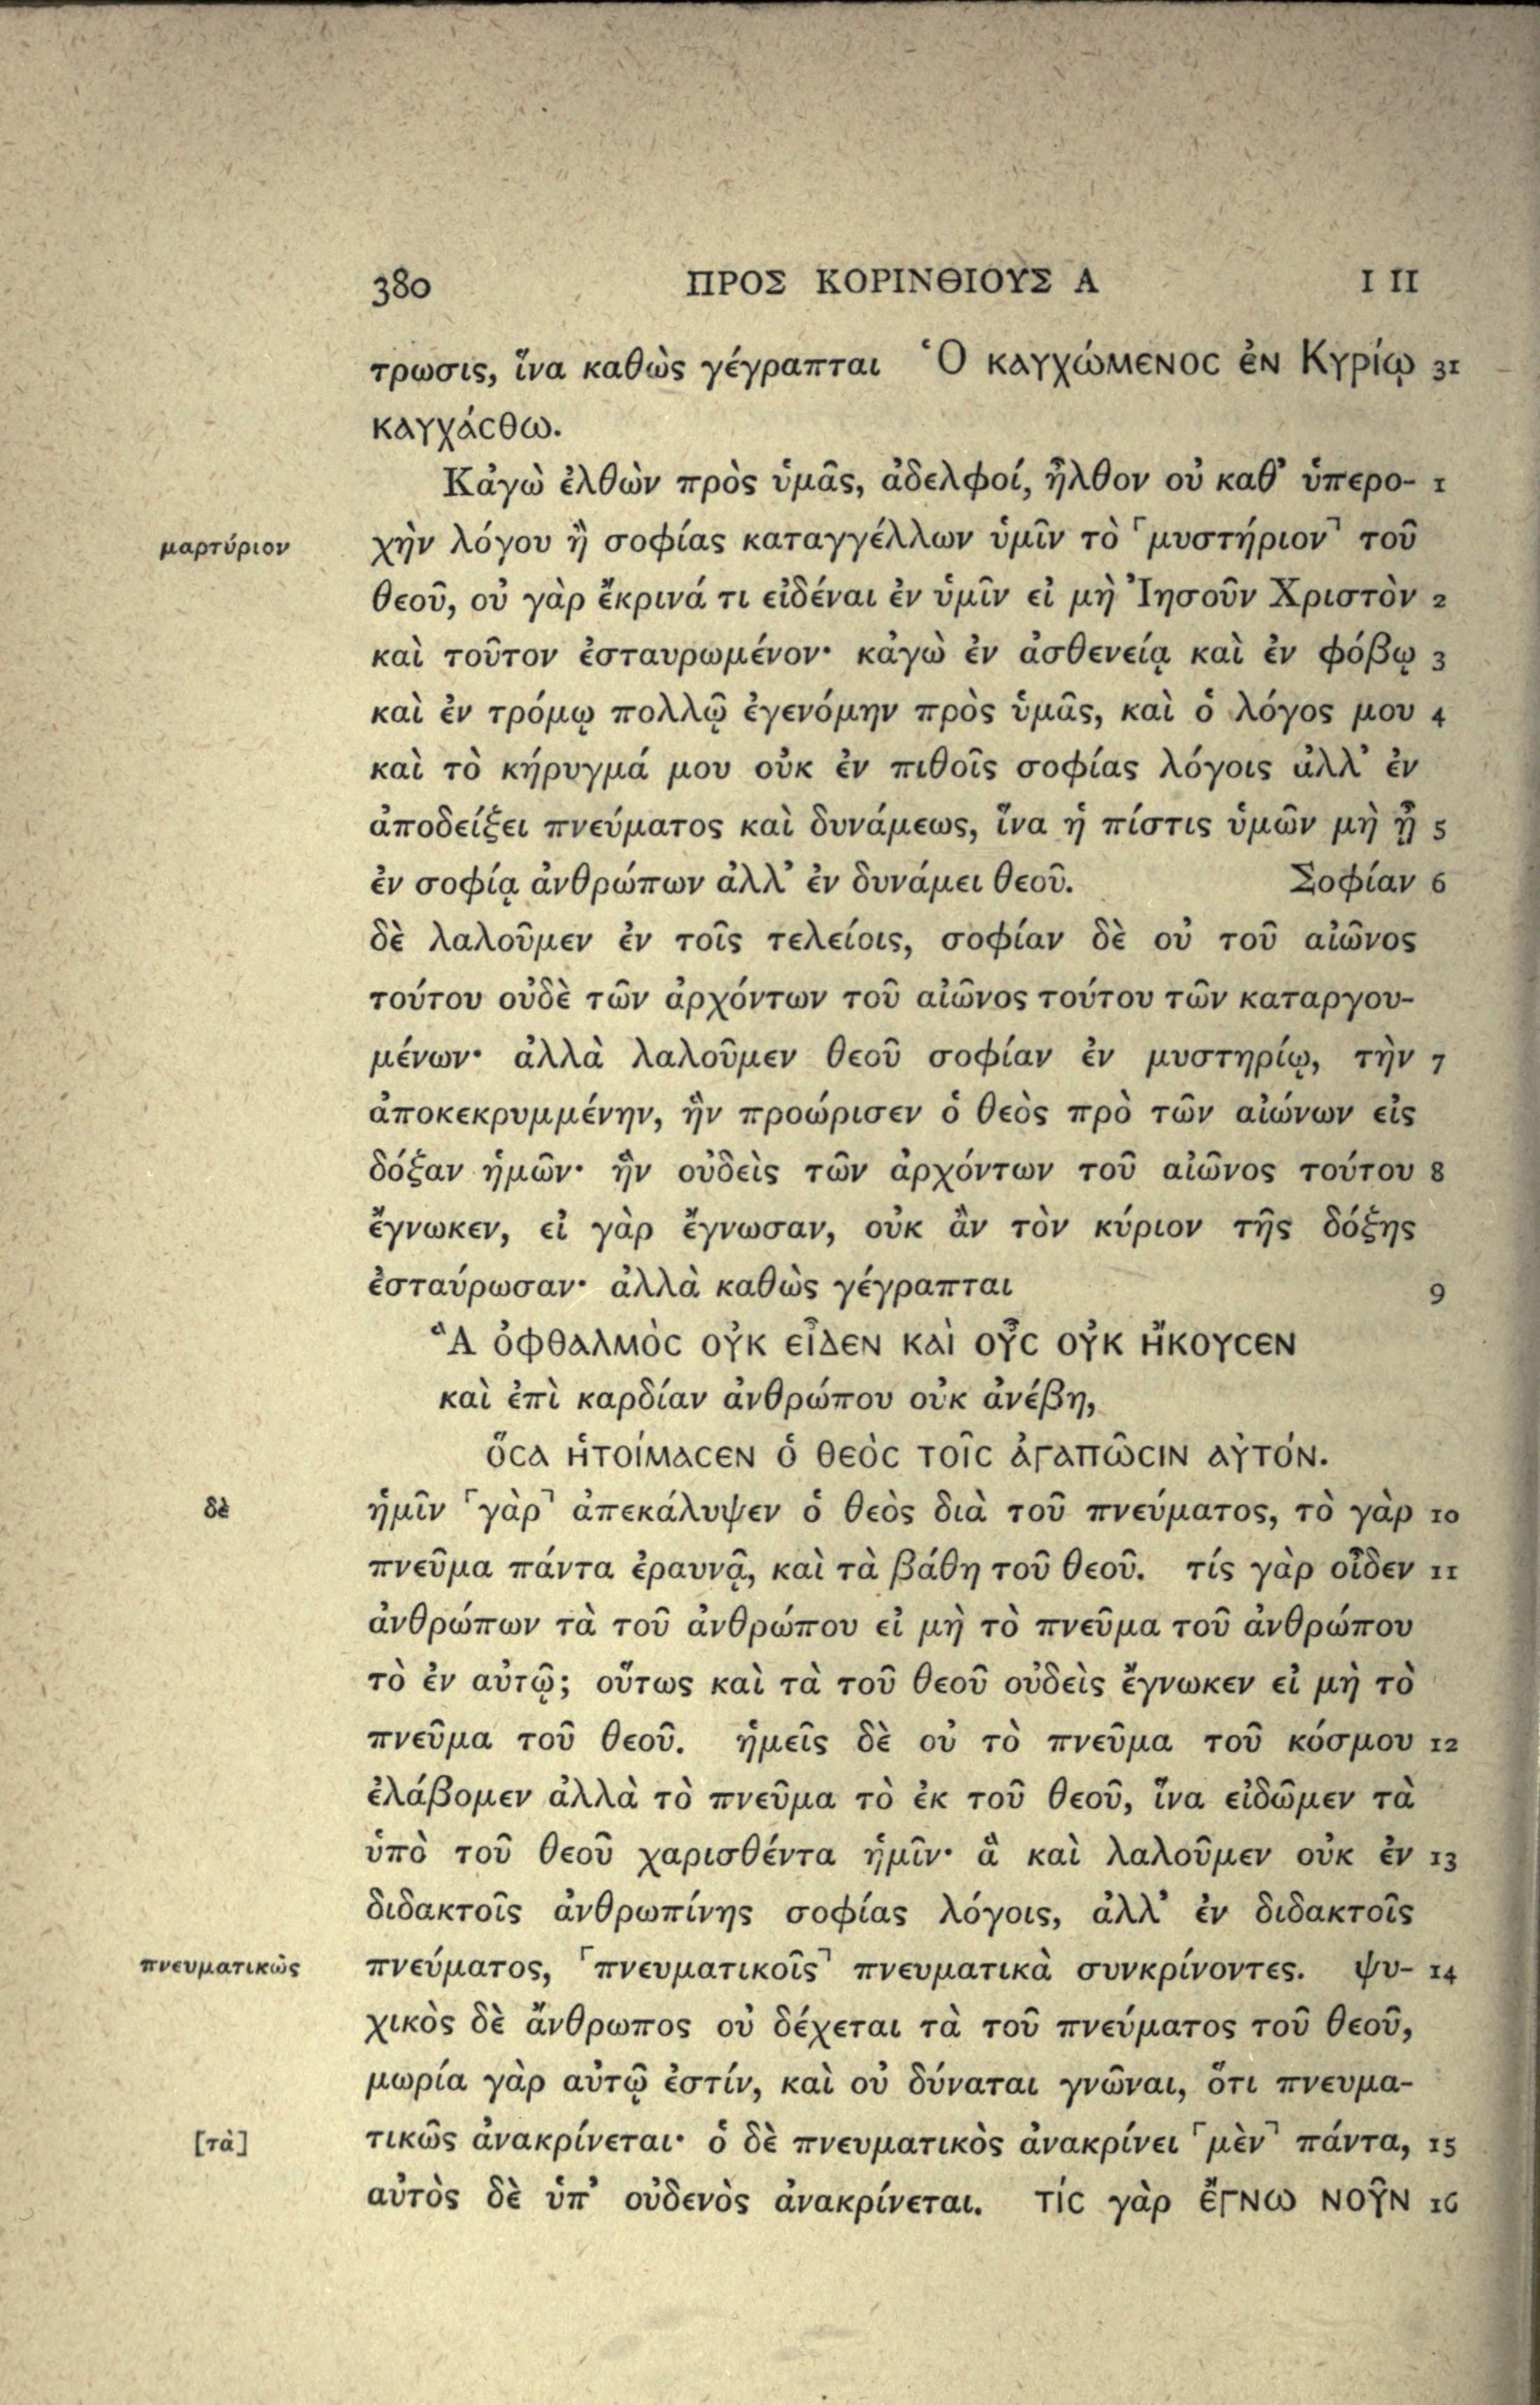 380 ΠΡΟΣ ΚΟΡΙΝΘΙΟΥΣ Α I II
τρωσις, ἵνα καθὼς γέγραπται Ὁ καυχώμενος ἐν Κυρίῳ 31
καυχάσθω.
Κἀγὼ ἐλθὼν πρὸς ὑμᾶς, ἀδελφοί, ἦλθον οὐ καθ’ ὑπερο- 1
μαρτύριον χὴν λόγου ἢ σοφίας καταγγέλλων ὑμῖν τὸ ⸢μυστήριον⸣ τοῦ
θεοῦ, οὐ γὰρ ἔκρινά τι εἰδέναι ἐν ὑμῖν εἰ μὴ Ἰησοῦν Χριστὸν 2
καὶ τοῦτον ἐσταυρωμένον· κἀγὼ ἐν ἀσθενείᾳ καὶ ἐν φόβῳ 3
καὶ ἐν τρόμῳ πολλῷ ἐγενόμην πρὸς ὑμᾶς, καὶ ὁ λόγος μου 4
καὶ τὸ κήρυγμά μου οὐκ ἐν πιθοῖς σοφίας λόγοις ἀλλ’ ἐν
ἀποδείξει πνεύματος καὶ δυνάμεως, ἵνα ἡ πίστις ὑμῶν μὴ ᾖ 5
ἐν σοφίᾳ ἀνθρώπων ἀλλ’ ἐν δυνάμει θεοῦ. Σοφίαν 6
δὲ λαλοῦμεν ἐν τοῖς τελείοις, σοφίαν δὲ οὐ τοῦ αἰῶνος
τούτου οὐδὲ τῶν ἀρχόντων τοῦ αἰῶνος τούτου τῶν καταργου-
μένων· ἀλλὰ λαλοῦμεν θεοῦ σοφίαν ἐν μυστηρίῳ, τὴν 7
ἀποκεκρυμμένην, ἣν προώρισεν ὁ θεὸς πρὸ τῶν αἰώνων εἰς
δόξαν ἡμῶν· ἣν οὐδεὶς τῶν ἀρχόντων τοῦ αἰῶνος τούτου 8
ἔγνωκεν, εἰ γὰρ ἔγνωσαν, οὐκ ἂν τὸν κύριον τῆς δόξης
ἐσταύρωσαν· ἀλλὰ καθὼς γέγραπται 9
Ἃ ὀφθαλμὸς οὐκ εἶδεν καὶ οὖς οὐκ ἤκουσεν
καὶ ἐπὶ καρδίαν ἀνθρώπου οὐκ ἀνέβη,
ὅσα ἡτοίμασεν ὁ θεὸς τοῖς ἀγαπῶσιν αὐτόν.
δὲ ἡμῖν ⸢γὰρ⸣ ἀπεκάλυψεν ὁ θεὸς διὰ τοῦ πνεύματος, τὸ γὰρ 10
πνεῦμα πάντα ἐραυνᾷ, καὶ τὰ βάθη τοῦ θεοῦ. τίς γὰρ οἶδεν 11
ἀνθρώπων τὰ τοῦ ἀνθρώπου εἰ μὴ τὸ πνεῦμα τοῦ ἀνθρώπου
τὸ ἐν αὐτῷ; οὕτως καὶ τὰ τοῦ θεοῦ οὐδεὶς ἔγνωκεν εἰ μὴ τὸ
πνεῦμα τοῦ θεοῦ. ἡμεῖς δὲ οὐ τὸ πνεῦμα τοῦ κόσμου 12
ἐλάβομεν ἀλλὰ τὸ πνεῦμα τὸ ἐκ τοῦ θεοῦ, ἵνα εἰδῶμεν τὰ
ὑπὸ τοῦ θεοῦ χαρισθέντα ἡμῖν· ἃ καὶ λαλοῦμεν οὐκ ἐν 13
διδακτοῖς ἀνθρωπίνης σοφίας λόγοις, ἀλλ’ ἐν διδακτοῖς
πνευματικῶς πνεύματος, ⸢πνευματικοῖς⸣ πνευματικὰ συνκρίνοντες. ψυ- 14
χικὸς δὲ ἄνθρωπος οὐ δέχεται τὰ τοῦ πνεύματος τοῦ θεοῦ,
μωρία γὰρ αὐτῷ ἐστίν, καὶ οὐ δύναται γνῶναι, ὅτι πνευμα-
[τὰ] τικῶς ἀνακρίνεται· ὁ δὲ πνευματικὸς ἀνακρίνει ⸢μὲν⸣ πάντα, 15
αὐτὸς δὲ ὑπ’ οὐδενὸς ἀνακρίνεται. τίς γὰρ ἔγνω νοῦν 16